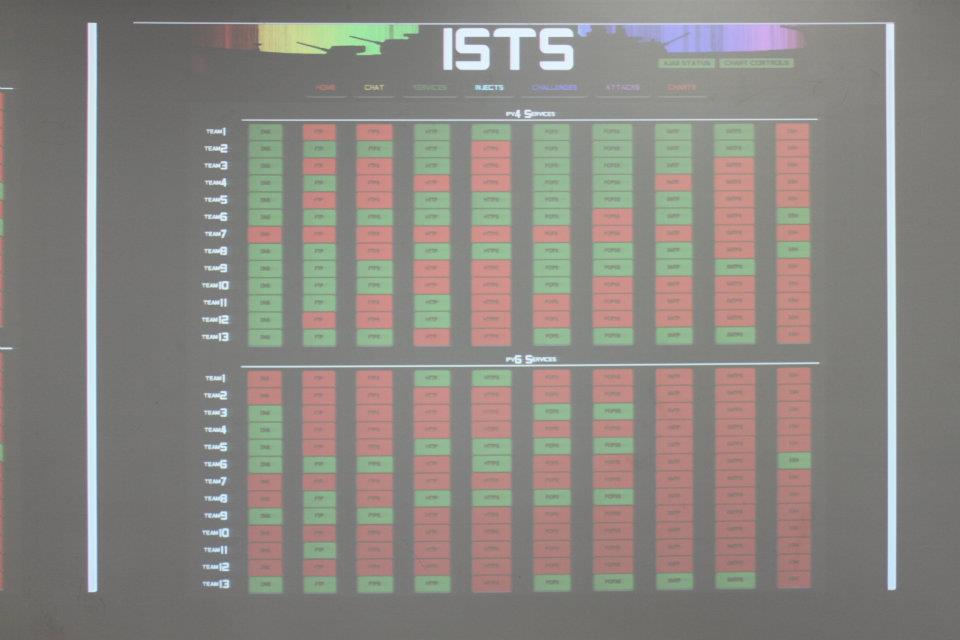 ISTS
AJAX STATUS CHART CONTROLS
HOME CHAT SERVICES INJECTS CHALLENGES ATTACKS CHARTS
IPv4 SERVICES
TEAM1 DNS FTP FTPS HTTP HTTPS POP3 POP3S SMTP SMTPS SSH
TEAM2 DNS FTP FTPS HTTP HTTPS POP3 POP3S SMTP SMTPS SSH
TEAM3 DNS FTP FTPS HTTP HTTPS POP3 POP3S SMTP SMTPS SSH
TEAM4 DNS FTP FTPS HTTP HTTPS POP3 POP3S SMTP SMTPS SSH
TEAM5 DNS FTP FTPS HTTP HTTPS POP3 POP3S SMTP SMTPS SSH
TEAM6 DNS FTP FTPS HTTP HTTPS POP3 POP3S SMTP SMTPS SSH
TEAM7 DNS FTP FTPS HTTP HTTPS POP3 POP3S SMTP SMTPS SSH
TEAM8 DNS FTP FTPS HTTP HTTPS POP3 POP3S SMTP SMTPS SSH
TEAM9 DNS FTP FTPS HTTP HTTPS POP3 POP3S SMTP SMTPS SSH
TEAM10 DNS FTP FTPS HTTP HTTPS POP3 POP3S SMTP SMTPS SSH
TEAM11 DNS FTP FTPS HTTP HTTPS POP3 POP3S SMTP SMTPS SSH
TEAM12 DNS FTP FTPS HTTP HTTPS POP3 POP3S SMTP SMTPS SSH
TEAM13 DNS FTP FTPS HTTP HTTPS POP3 POP3S SMTP SMTPS SSH
IPv6 SERVICES
TEAM1 DNS FTP FTPS HTTP HTTPS POP3 POP3S SMTP SMTPS SSH
TEAM2 DNS FTP FTPS HTTP HTTPS POP3 POP3S SMTP SMTPS SSH
TEAM3 DNS FTP FTPS HTTP HTTPS POP3 POP3S SMTP SMTPS SSH
TEAM4 DNS FTP FTPS HTTP HTTPS POP3 POP3S SMTP SMTPS SSH
TEAM5 DNS FTP FTPS HTTP HTTPS POP3 POP3S SMTP SMTPS SSH
TEAM6 DNS FTP FTPS HTTP HTTPS POP3 POP3S SMTP SMTPS SSH
TEAM7 DNS FTP FTPS HTTP HTTPS POP3 POP3S SMTP SMTPS SSH
TEAM8 DNS FTP FTPS HTTP HTTPS POP3 POP3S SMTP SMTPS SSH
TEAM9 DNS FTP FTPS HTTP HTTPS POP3 POP3S SMTP SMTPS SSH
TEAM10 DNS FTP FTPS HTTP HTTPS POP3 POP3S SMTP SMTPS SSH
TEAM11 DNS FTP FTPS HTTP HTTPS POP3 POP3S SMTP SMTPS SSH
TEAM12 DNS FTP FTPS HTTP HTTPS POP3 POP3S SMTP SMTPS SSH
TEAM13 DNS FTP FTPS HTTP HTTPS POP3 POP3S SMTP SMTPS SSH